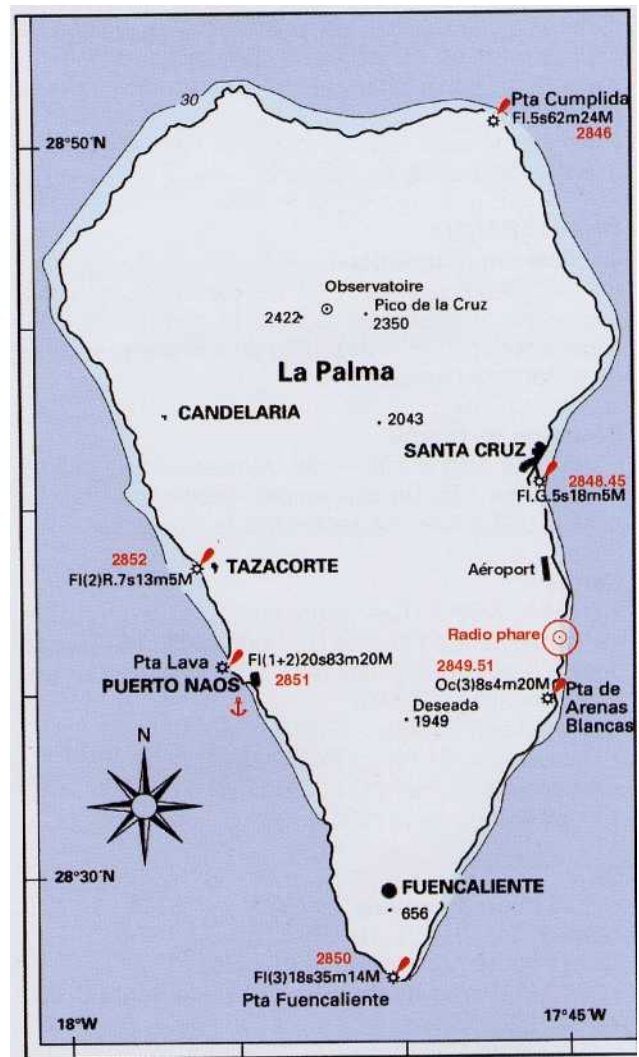 30
Pta Cumplida
Fl.5s62m24M
2846
28°50´N
Observatoire
2422
Pico de la Cruz
2350
La Palma
CANDELARIA
2043
SANTA CRUZ
2848.45
Fl.G.5s18m5M
2852
Fl(2)R.7s13m5M
TAZACORTE
Aéroport
Radio phare
Pta Lava
Fl(1+2)20s83m20M
2851
PUERTO NAOS
2849.51
Oc(3)8s4m20M
Pta de
Arenas
Blancas
Deseada
1949
N
28°30´N
FUENCALIENTE
656
2850
Fl(3)18s35m14M
Pta Fuencaliente
18°W
17°45´W